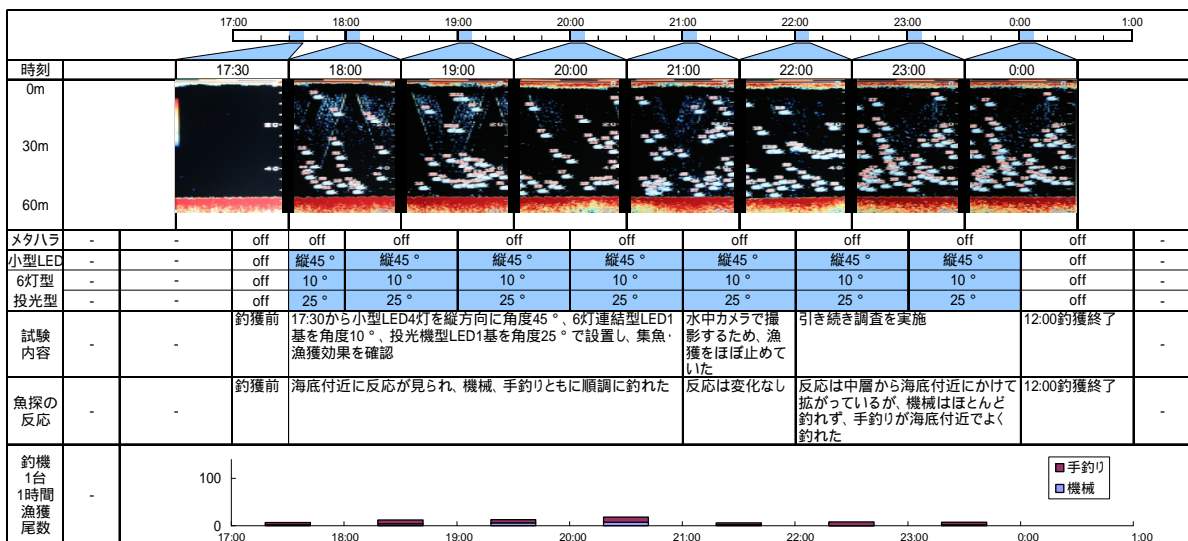 17:00 18:00 19:00 20:00 21:00 22:00 23:00 0:00 1:00
時刻 17:30 18:00 19:00 20:00 21:00 22:00 23:00 0:00
0m
30m
60m
メタハラ - - off off off off off off off off off -
小型LED - - off 縦45° 縦45° 縦45° 縦45° 縦45° 縦45° 縦45° off -
6灯型 - - off 10° 10° 10° 10° 10° 10° 10° off -
投光型 - - off 25° 25° 25° 25° 25° 25° 25° off -
試験
内容
-
-
釣獲前
17:30から小型LED4灯を縦方向に角度45°、6灯連結型LED1
基を角度10°、投光機型LED1基を角度25°で設置し、集魚・
漁獲効果を確認
水中カメラで撮
影するため、漁
獲をほぼ止めて
いた
引き続き調査を実施
12:00釣獲終了
-
魚探の
反応
-
-
釣獲前
海底付近に反応が見られ、機械、手釣りともに順調に釣れた
反応は変化なし
反応は中層から海底付近にかけて
拡がっているが、機械はほとんど
釣れず、手釣りが海底付近でよく
釣れた
12:00釣獲終了
-
釣機
1台
1時間
漁獲
尾数
-
100
0
手釣り
機械
17:00 18:00 19:00 20:00 21:00 22:00 23:00 0:00 1:00